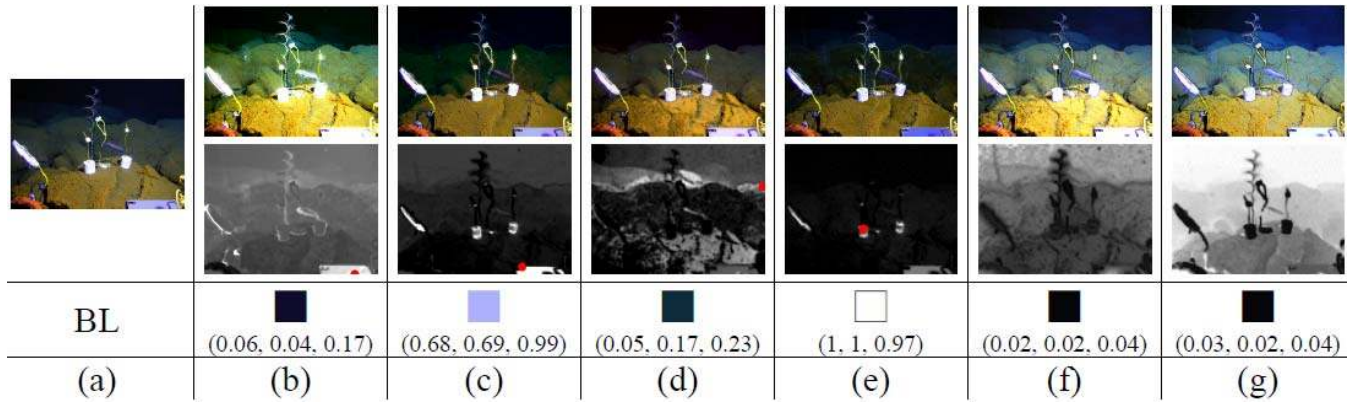 BL
(0.06, 0.04, 0.17) (0.68, 0.69, 0.99) (0.05, 0.17, 0.23) (1, 1, 0.97) (0.02, 0.02, 0.04) (0.03, 0.02, 0.04)
(a) (b) (c) (d) (e) (f) (g)